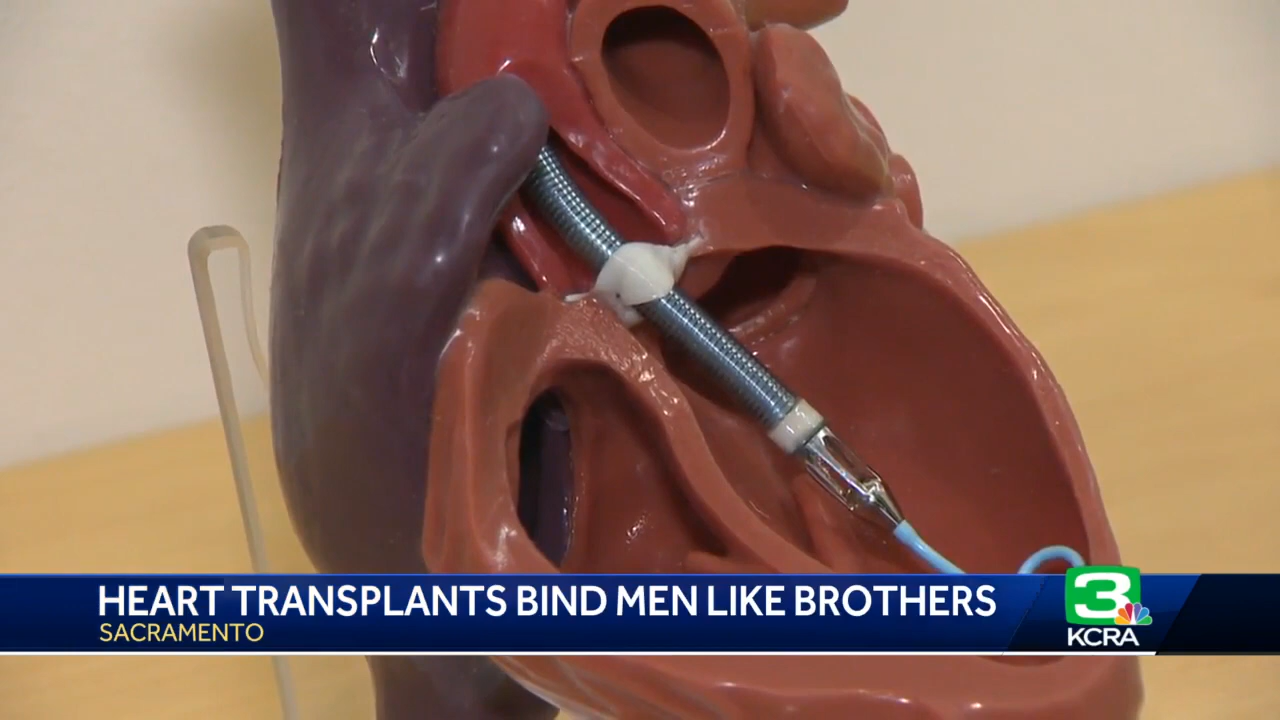 HEART TRANSPLANTS BIND MEN LIKE BROTHERS
SACRAMENTO
3
KCRA